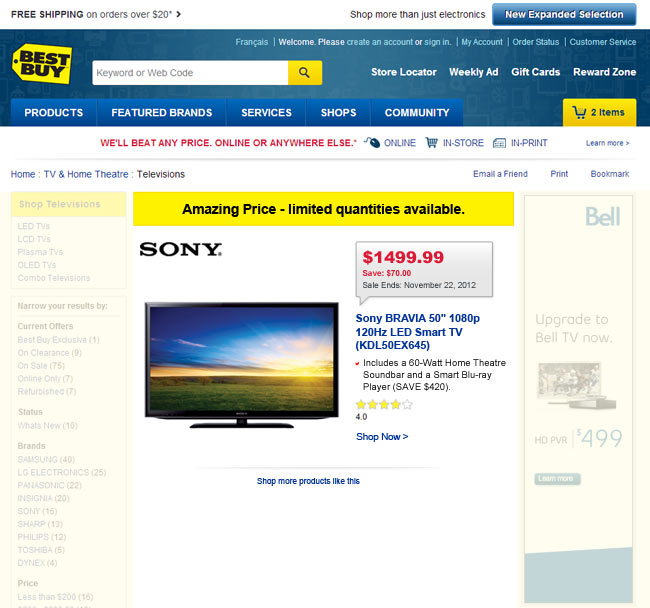 FREE SHIPPING on orders over $20* >
Shop more than just electronics
New Expanded Selection
Français | Welcome. Please create an account or sign in. | My Account | Order Status | Customer Service
BEST BUY
Keyword or Web Code
Store Locator Weekly Ad Gift Cards Reward Zone
PRODUCTS FEATURED BRANDS SERVICES SHOPS COMMUNITY
2 Items
WE'LL BEAT ANY PRICE. ONLINE OR ANYWHERE ELSE.* ONLINE IN-STORE IN-PRINT Learn more >
Home : TV & Home Theatre : Televisions
Email a Friend Print Bookmark
Shop Televisions
LED TVs
LCD TVs
Plasma TVs
OLED TVs
Combo Televisions
Narrow your results by:
Current Offers
Best Buy Exclusive (1)
On Clearance (9)
On Sale (75)
Online Only (7)
Refurbished (7)
Status
Whats New (10)
Brands
SAMSUNG (40)
LG ELECTRONICS (25)
PANASONIC (22)
INSIGNIA (20)
SONY (16)
SHARP (13)
PHILIPS (12)
TOSHIBA (5)
DYNEX (4)
Price
Less than $200 (16)
Amazing Price - limited quantities available.
SONY
$1499.99
Save: $70.00
Sale Ends: November 22, 2012
Sony BRAVIA 50" 1080p
120Hz LED Smart TV
(KDL50EX645)
Includes a 60-Watt Home Theatre
Soundbar and a Smart Blu-ray
Player (SAVE $420).
4.0
Shop Now >
Shop more products like this
Bell
Upgrade to
Bell TV now.
HD PVR $499
Learn more